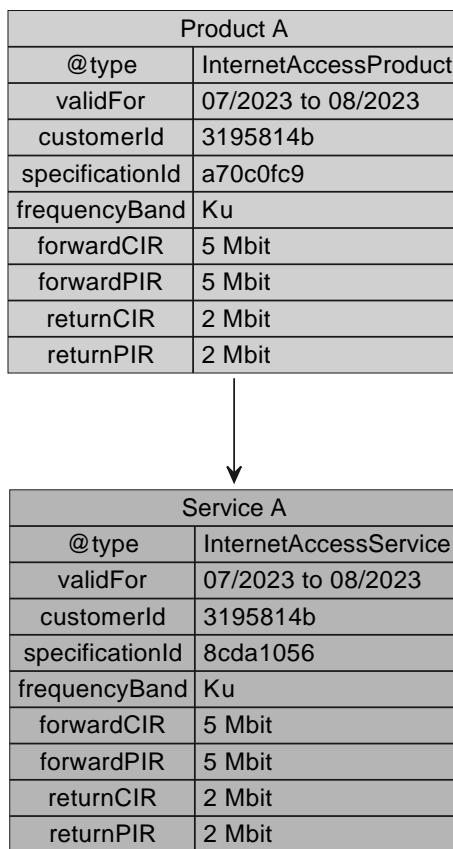 Product A
@type InternetAccessProduct
validFor 07/2023 to 08/2023
customerId 3195814b
specificationId a70c0fc9
frequencyBand Ku
forwardCIR 5 Mbit
forwardPIR 5 Mbit
returnCIR 2 Mbit
returnPIR 2 Mbit
Service A
@type InternetAccessService
validFor 07/2023 to 08/2023
customerId 3195814b
specificationId 8cda1056
frequencyBand Ku
forwardCIR 5 Mbit
forwardPIR 5 Mbit
returnCIR 2 Mbit
returnPIR 2 Mbit